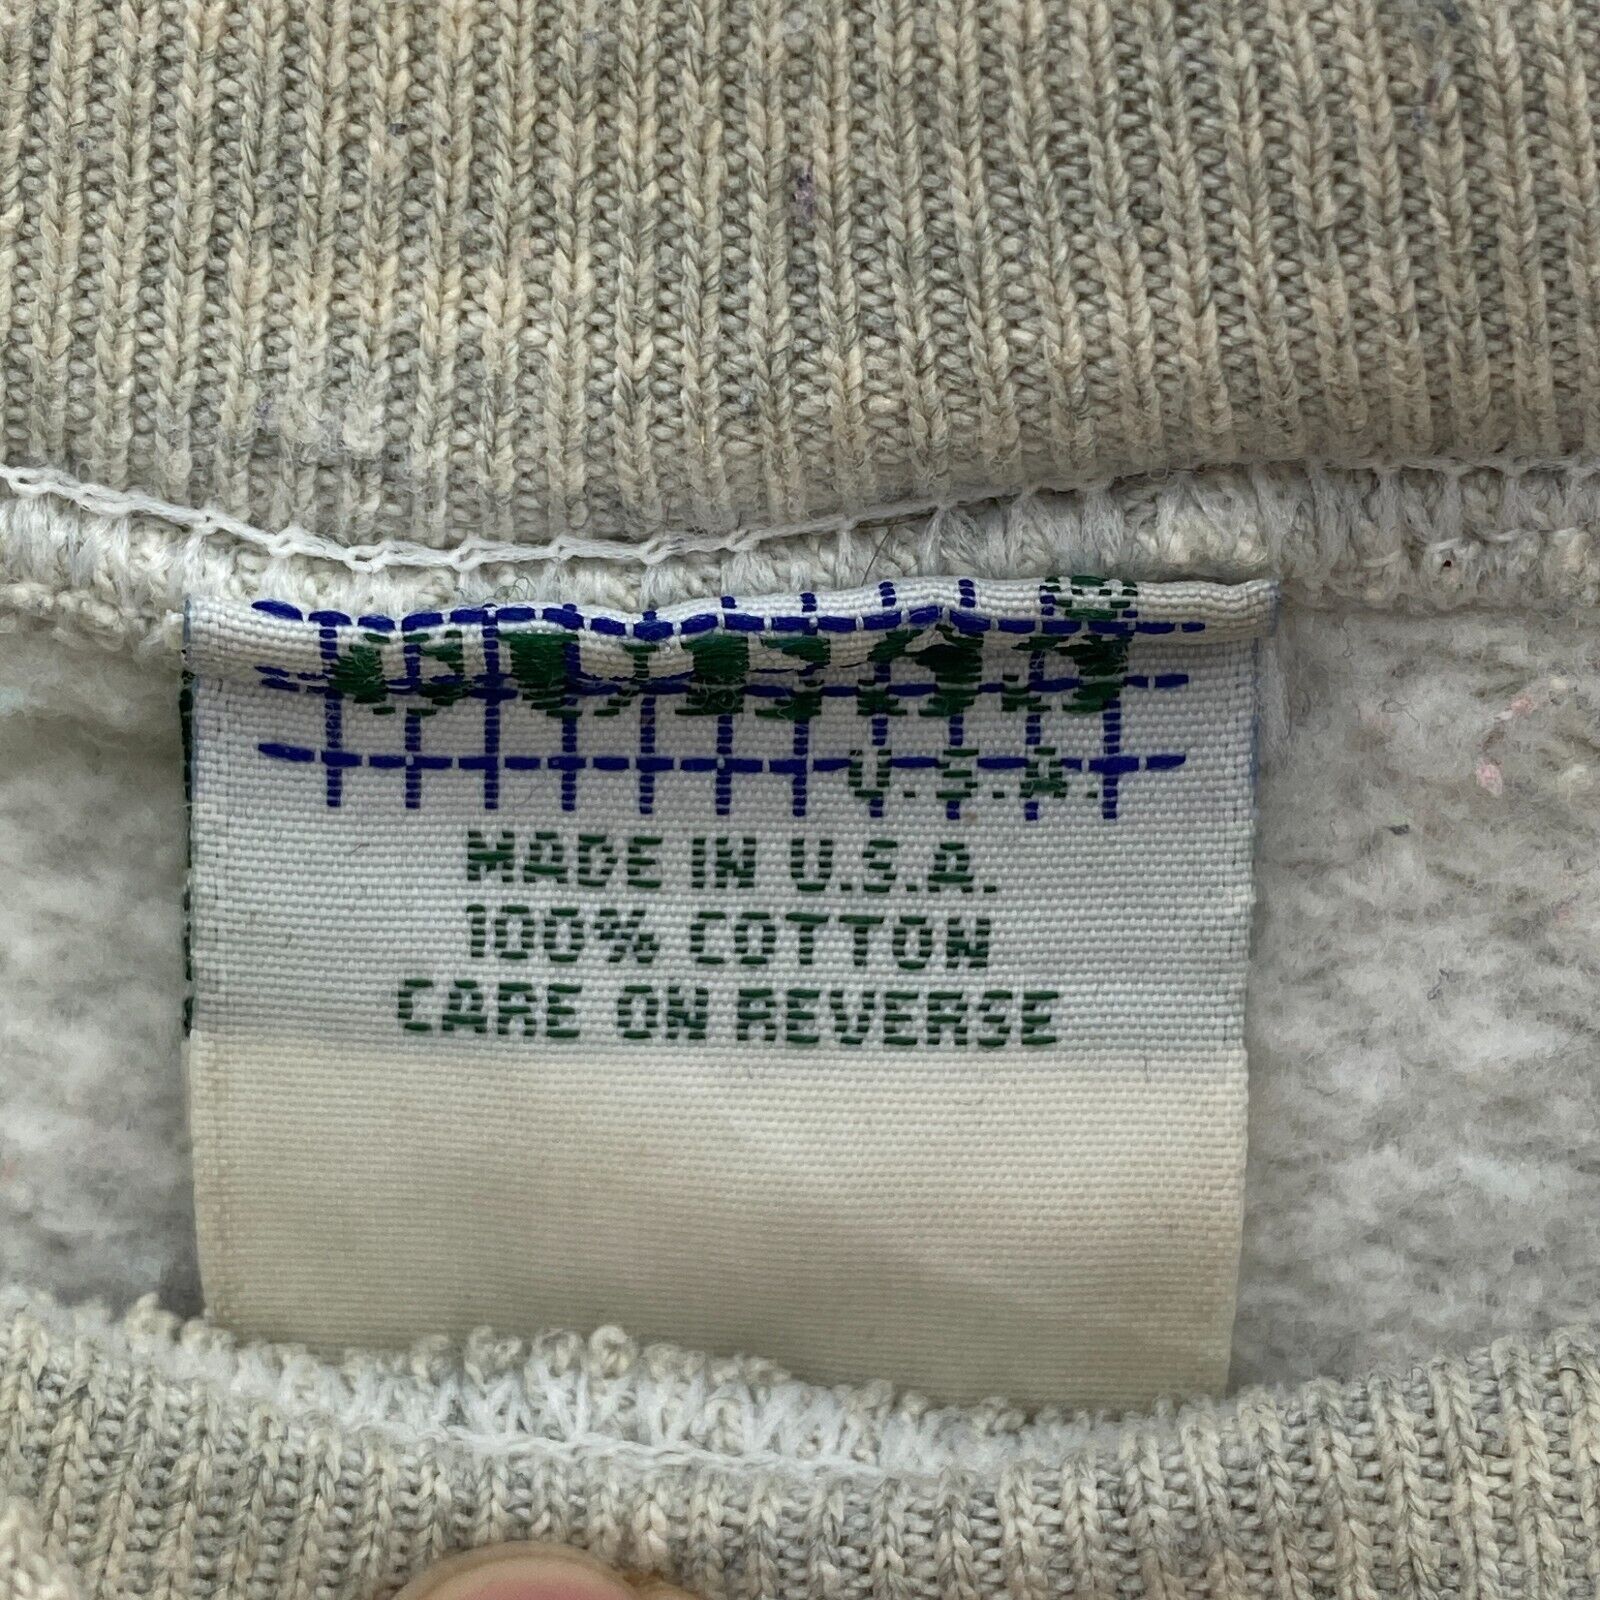 U.S.A.
MADE IN U.S.A.
100% COTTON
CARE ON REVERSE